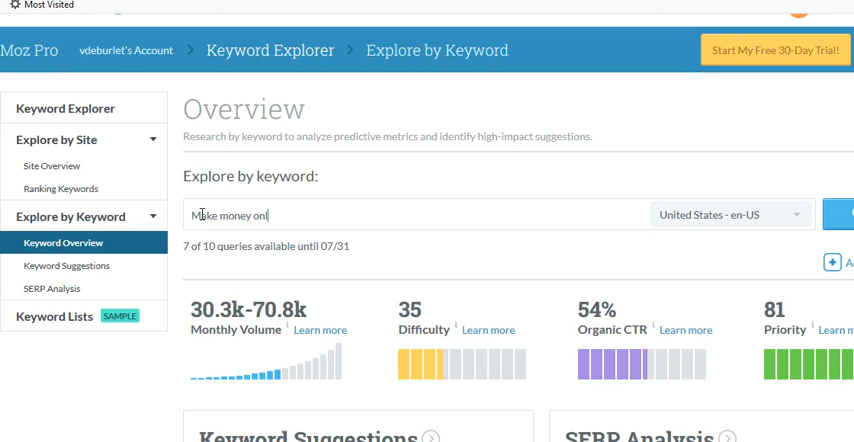 Most Visited
Moz Pro vdeburlet's Account > Keyword Explorer > Explore by Keyword Start My Free 30-Day Trial!
Keyword Explorer
Explore by Site
Site Overview
Ranking Keywords
Explore by Keyword
Keyword Overview
Keyword Suggestions
SERP Analysis
Keyword Lists SAMPLE
Overview
Research by keyword to analyze predictive metrics and identify high-impact suggestions.
Explore by keyword:
Make money onl United States - en-US
7 of 10 queries available until 07/31
30.3k-70.8k 35 54% 81
Monthly Volume i Learn more Difficulty i Learn more Organic CTR i Learn more Priority i Learn m
Keyword Suggestions SERP Analysis